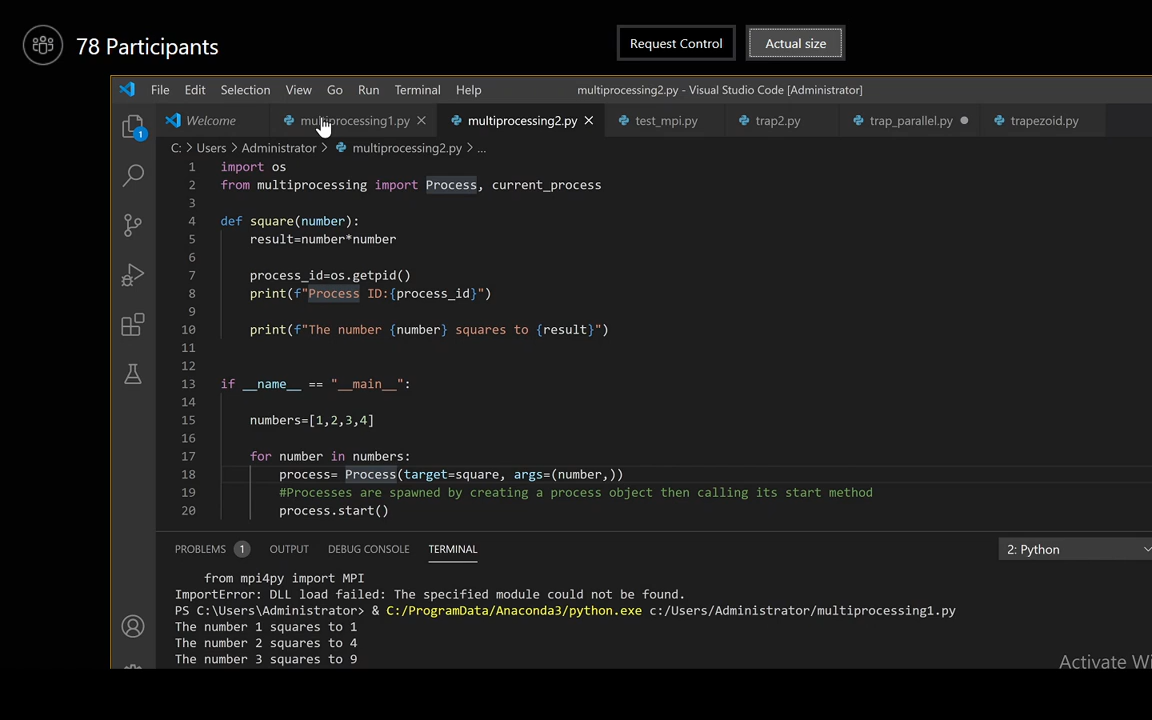 78 Participants
Request Control
Actual size
File Edit Selection View Go Run Terminal Help
multiprocessing2.py - Visual Studio Code [Administrator]
Welcome
multiprocessing1.py
multiprocessing2.py
test_mpi.py
trap2.py
trap_parallel.py
trapezoid.py
1
C: > Users > Administrator > multiprocessing2.py > ...
1 import os
2 from multiprocessing import Process, current_process
3
4 def square(number):
5 result=number*number
6
7 process_id=os.getpid()
8 print(f"Process ID:{process_id}")
9
10 print(f"The number {number} squares to {result}")
11
12
13 if __name__ == "__main__":
14
15 numbers=[1,2,3,4]
16
17 for number in numbers:
18 process= Process(target=square, args=(number,))
19 #Processes are spawned by creating a process object then calling its start method
20 process.start()
PROBLEMS 1 OUTPUT DEBUG CONSOLE TERMINAL
2: Python
from mpi4py import MPI
ImportError: DLL load failed: The specified module could not be found.
PS C:\Users\Administrator> & C:/ProgramData/Anaconda3/python.exe c:/Users/Administrator/multiprocessing1.py
The number 1 squares to 1
The number 2 squares to 4
The number 3 squares to 9
Activate Wi